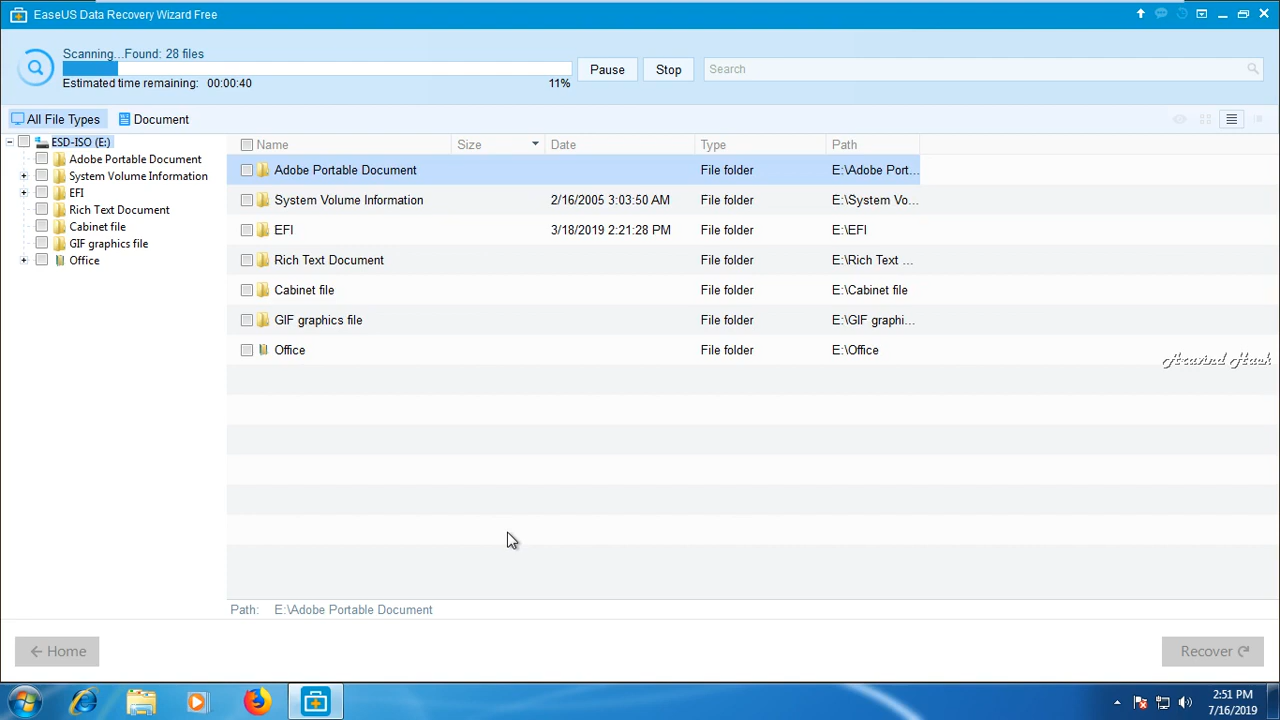 EaseUS Data Recovery Wizard Free
Scanning...Found: 28 files
Estimated time remaining: 00:00:40
11%
Pause
Stop
Search
All File Types
Document
ESD-ISO (E:)
Adobe Portable Document
System Volume Information
EFI
Rich Text Document
Cabinet file
GIF graphics file
Office
Name Size Date Type Path
Adobe Portable Document File folder E:\Adobe Port...
System Volume Information 2/16/2005 3:03:50 AM File folder E:\System Vo...
EFI 3/18/2019 2:21:28 PM File folder E:\EFI
Rich Text Document File folder E:\Rich Text ...
Cabinet file File folder E:\Cabinet file
GIF graphics file File folder E:\GIF graphi...
Office File folder E:\Office
Aravind Hash
Path: E:\Adobe Portable Document
Home
Recover
2:51 PM
7/16/2019